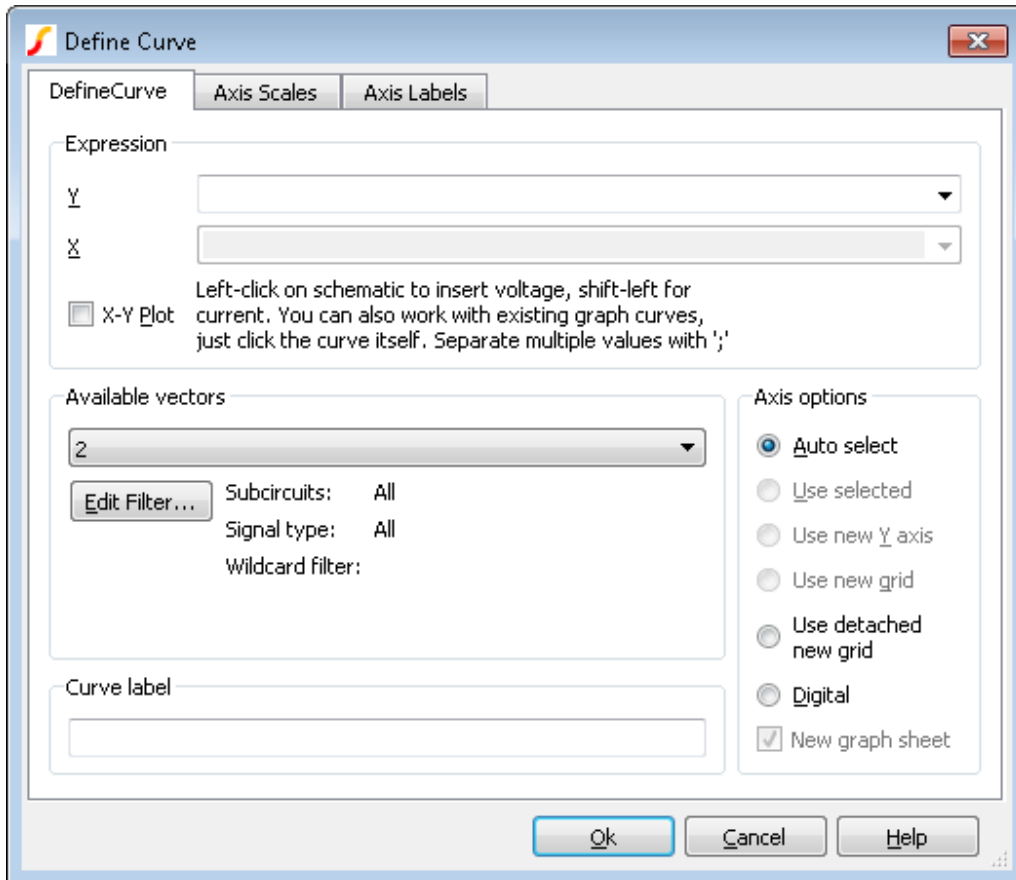 Define Curve
DefineCurve
Axis Scales
Axis Labels
Expression
Y
X
X-Y Plot
Left-click on schematic to insert voltage, shift-left for
current. You can also work with existing graph curves,
just click the curve itself. Separate multiple values with ';'
Available vectors
2
Edit Filter...
Subcircuits: All
Signal type: All
Wildcard filter:
Curve label
Axis options
Auto select
Use selected
Use new Y axis
Use new grid
Use detached
new grid
Digital
New graph sheet
Ok
Cancel
Help